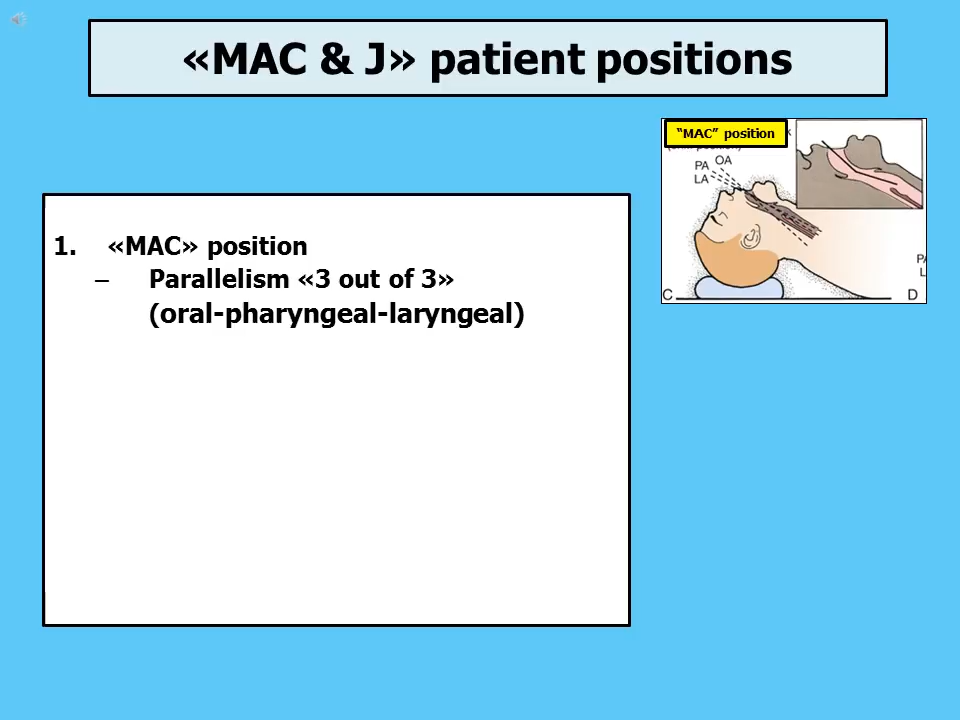 «MAC & J» patient positions
"MAC" position
PA OA
LA
C
D
1. «MAC» position
– Parallelism «3 out of 3»
(oral-pharyngeal-laryngeal)